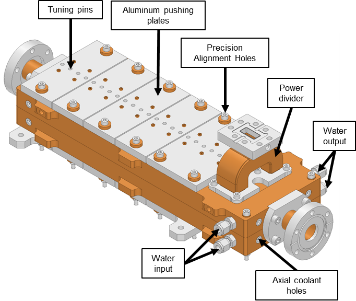 Tuning pins
Aluminum pushing
plates
Precision
Alignment Holes
Power
divider
Water
output
Water
input
Axial coolant
holes